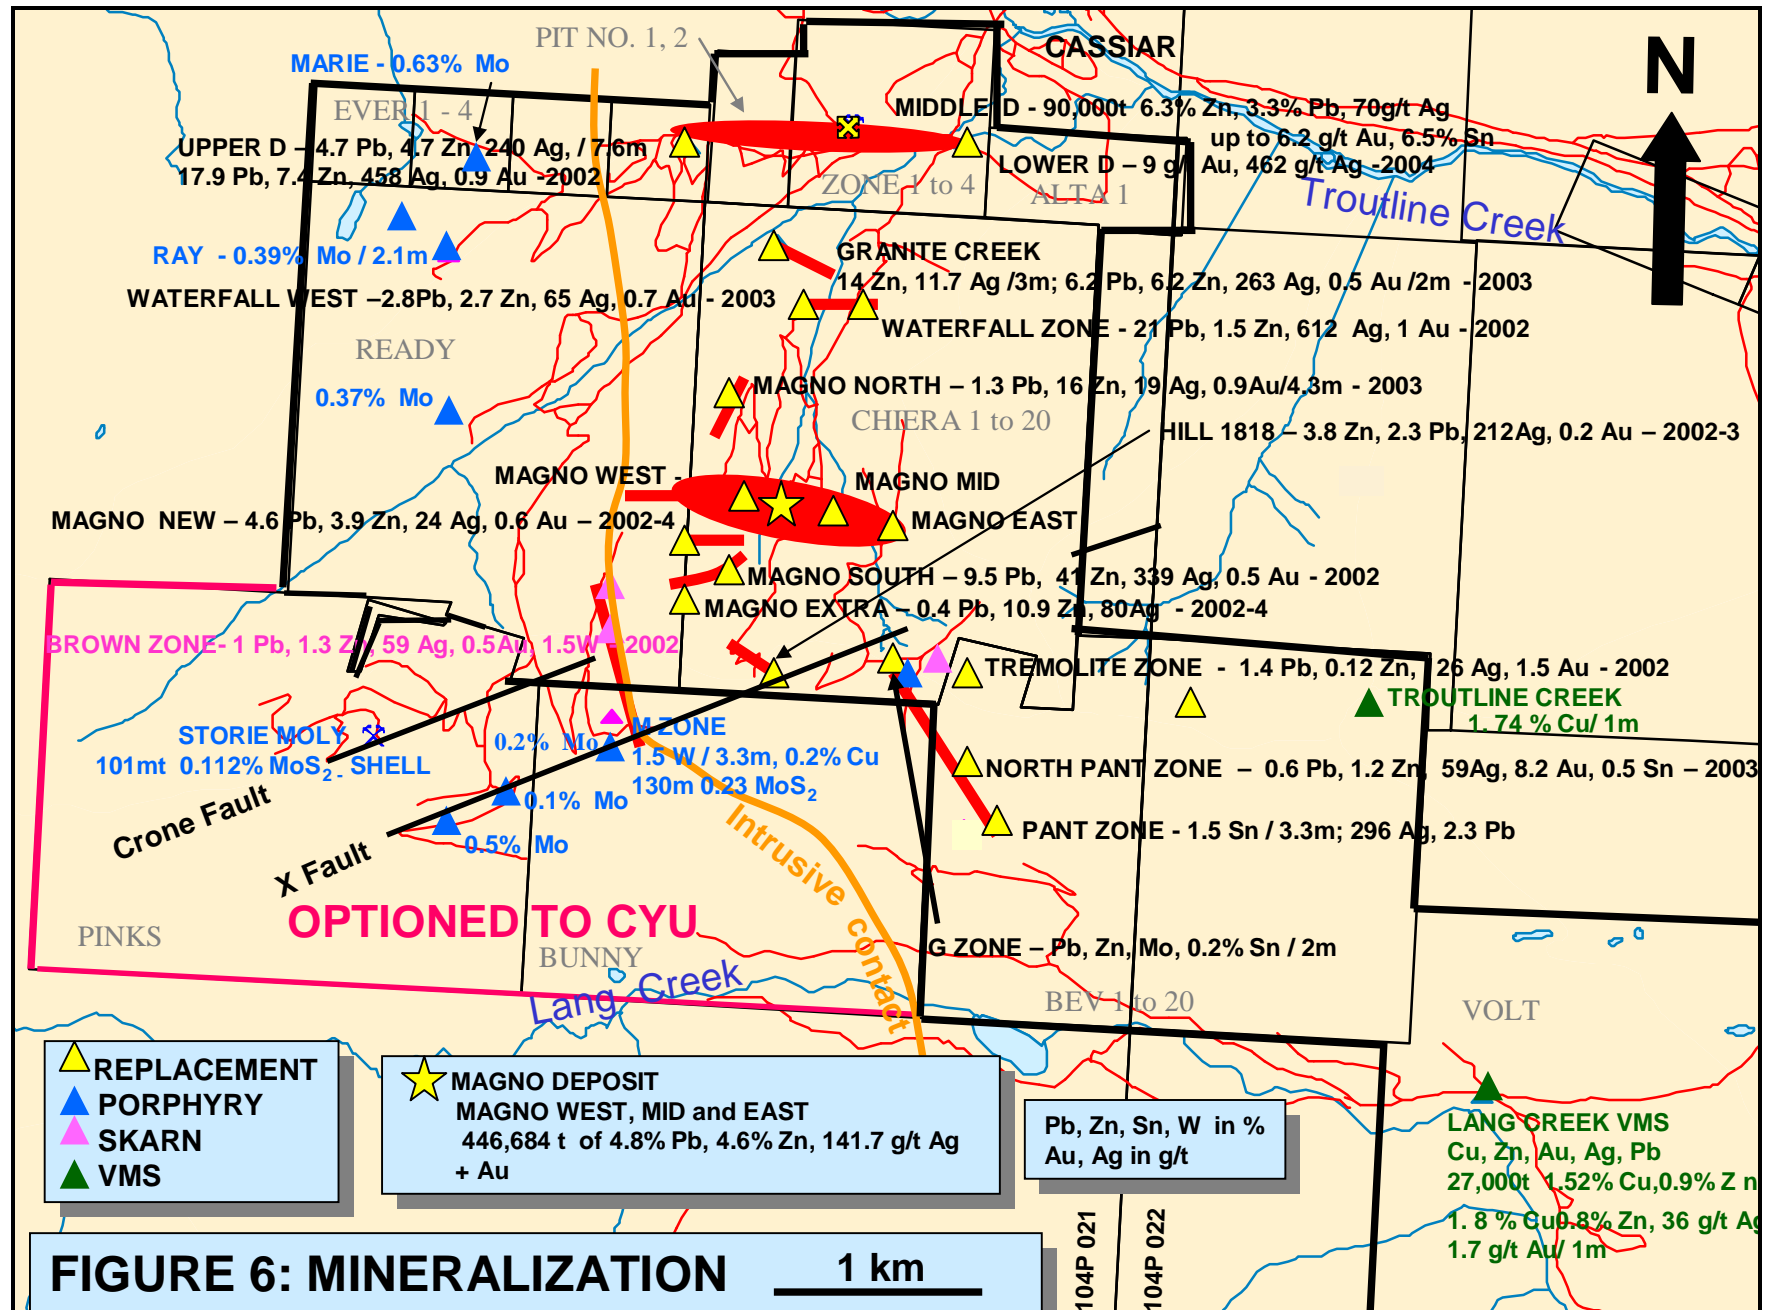 PIT NO. 1, 2
CASSIAR
N
MARIE - 0.63% Mo
EVER 1 - 4
MIDDLE D - 90,000t 6.3% Zn, 3.3% Pb, 70g/t Ag
up to 6.2 g/t Au, 6.5% Sn
UPPER D – 4.7 Pb, 4.7 Zn, 240 Ag, / 7.6m
17.9 Pb, 7.4 Zn, 458 Ag, 0.9 Au -2002
LOWER D – 9 g/t Au, 462 g/t Ag -2004
ZONE 1 to 4
ALTA 1
Troutline Creek
RAY - 0.39% Mo / 2.1m
GRANITE CREEK
14 Zn, 11.7 Ag /3m; 6.2 Pb, 6.2 Zn, 263 Ag, 0.5 Au /2m - 2003
WATERFALL WEST –2.8Pb, 2.7 Zn, 65 Ag, 0.7 Au - 2003
WATERFALL ZONE - 21 Pb, 1.5 Zn, 612 Ag, 1 Au - 2002
READY
MAGNO NORTH – 1.3 Pb, 16 Zn, 19 Ag, 0.9Au/4.3m - 2003
0.37% Mo
CHIERA 1 to 20
HILL 1818 – 3.8 Zn, 2.3 Pb, 212Ag, 0.2 Au – 2002-3
MAGNO WEST -
MAGNO MID
MAGNO NEW – 4.6 Pb, 3.9 Zn, 24 Ag, 0.6 Au – 2002-4
MAGNO EAST
MAGNO SOUTH – 9.5 Pb, 41 Zn, 339 Ag, 0.5 Au - 2002
MAGNO EXTRA – 0.4 Pb, 10.9 Zn, 80Ag - 2002-4
BROWN ZONE- 1 Pb, 1.3 Zn, 59 Ag, 0.5Au, 1.5W - 2002
TREMOLITE ZONE - 1.4 Pb, 0.12 Zn, 26 Ag, 1.5 Au - 2002
TROUTLINE CREEK
1. 74 % Cu/ 1m
STORIE MOLY
101mt 0.112% MoS2 - SHELL
0.2% Mo
M ZONE
1.5 W / 3.3m, 0.2% Cu
130m 0.23 MoS2
NORTH PANT ZONE – 0.6 Pb, 1.2 Zn, 59Ag, 8.2 Au, 0.5 Sn – 2003
0.1% Mo
Crone Fault
0.5% Mo
X Fault
PANT ZONE - 1.5 Sn / 3.3m; 296 Ag, 2.3 Pb
Intrusive contact
OPTIONED TO CYU
PINKS
BUNNY
G ZONE – Pb, Zn, Mo, 0.2% Sn / 2m
Lang Creek
BEV 1 to 20
VOLT
REPLACEMENT
PORPHYRY
SKARN
VMS
MAGNO DEPOSIT
MAGNO WEST, MID and EAST
446,684 t of 4.8% Pb, 4.6% Zn, 141.7 g/t Ag
+ Au
Pb, Zn, Sn, W in %
Au, Ag in g/t
LANG CREEK VMS
Cu, Zn, Au, Ag, Pb
27,000t 1.52% Cu,0.9% Z n
1. 8 % Cu0.8% Zn, 36 g/t Ag
1.7 g/t Au/ 1m
104P 021
104P 022
FIGURE 6: MINERALIZATION
1 km